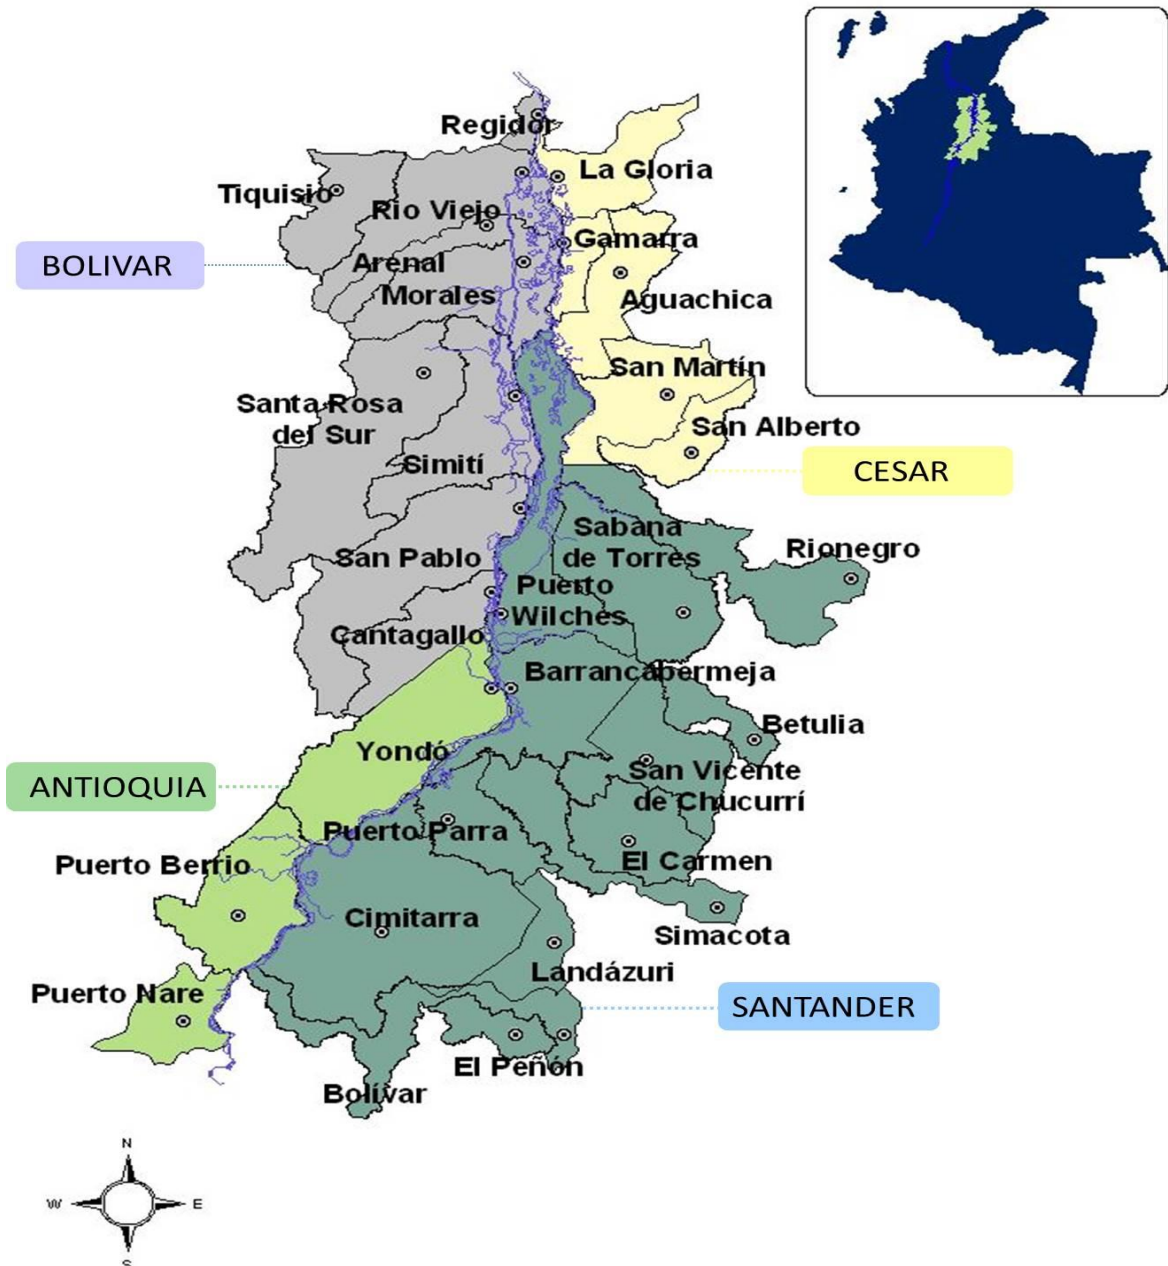 Regidor
La Gloria
Tiquisio
Rio Viejo
Gamarra
BOLIVAR
Arenal
Morales
Aguachica
San Martín
Santa Rosa
del Sur
San Alberto
Simití
CESAR
Sabana
de Torres
Rionegro
San Pablo
Puerto
Wilches
Cantagallo
Barrancabermeja
Betulia
Yondó
San Vicente
de Chucurrí
ANTIOQUIA
Puerto Parra
Puerto Berrio
El Carmen
Cimitarra
Simacota
Landázuri
Puerto Nare
SANTANDER
El Peñón
Bolívar
N
W
E
S